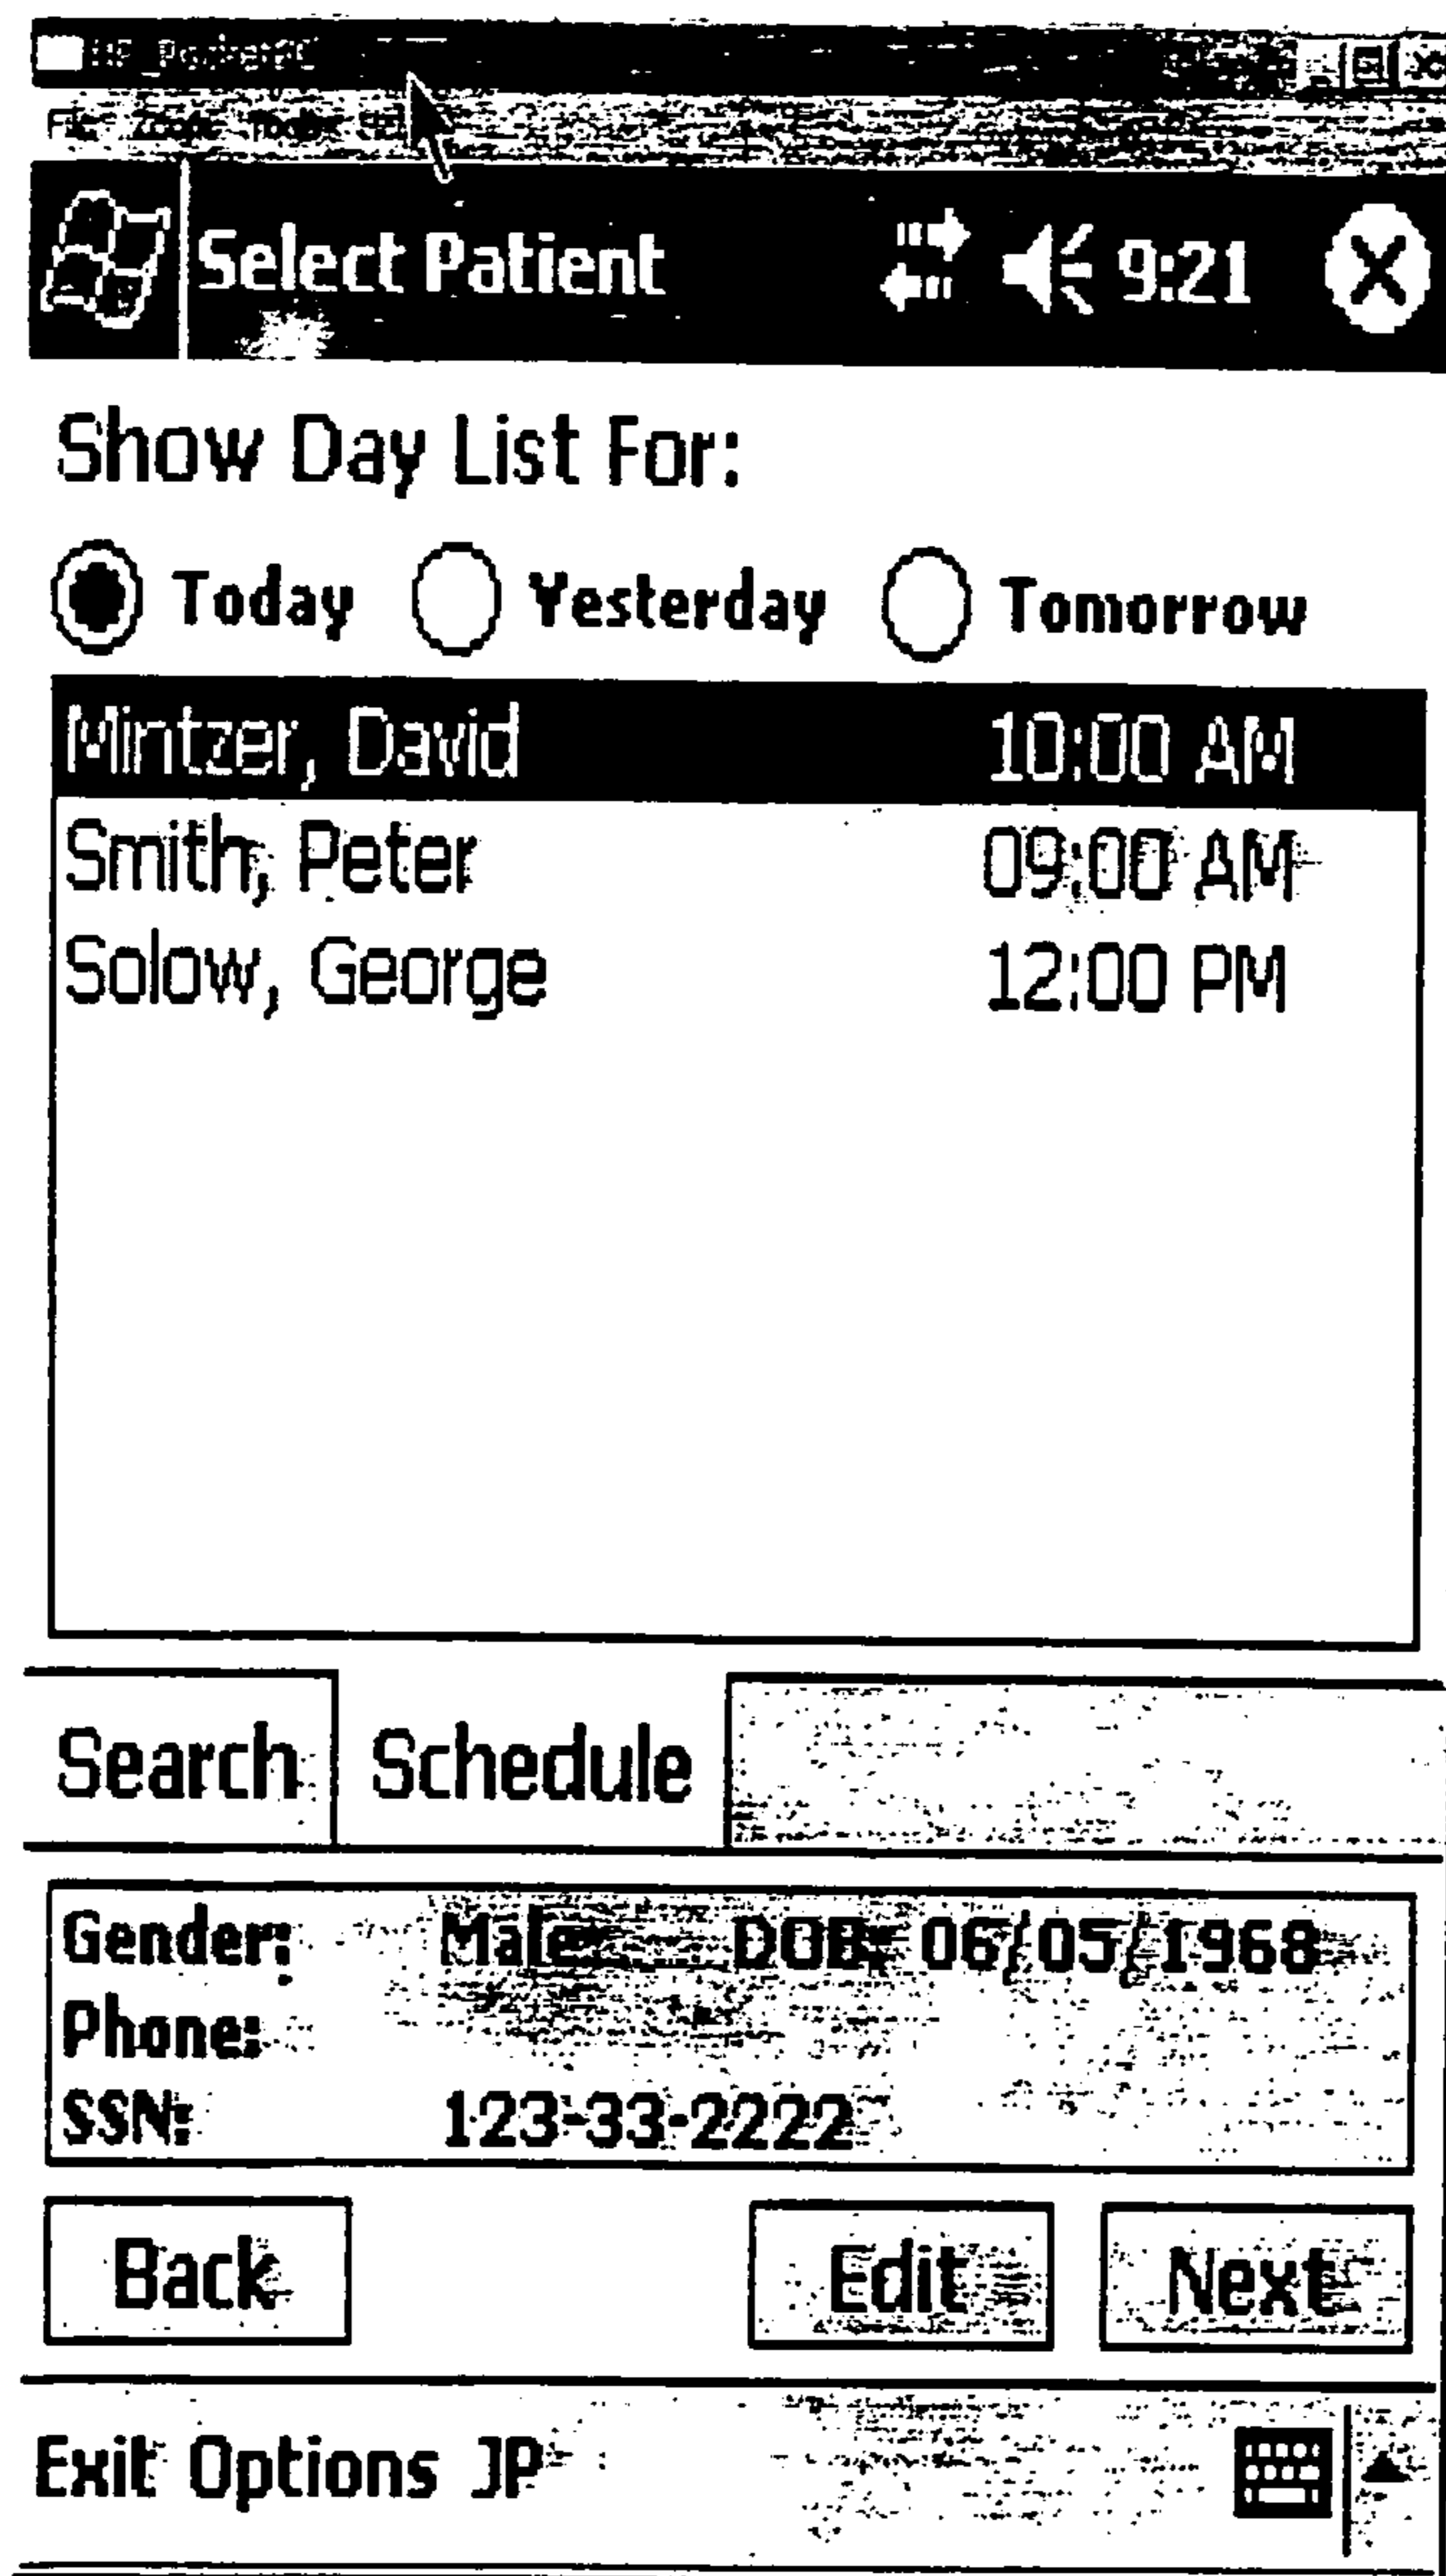 Select Patient 9:21
Show Day List For:
Today Yesterday Tomorrow
Mintzer, David 10:00 AM
Smith, Peter 09:00 AM
Solow, George 12:00 PM
Search Schedule
Gender: Male DOB: 06/05/1968
Phone:
SSN: 123-33-2222
Back Edit Next
Exit Options JP